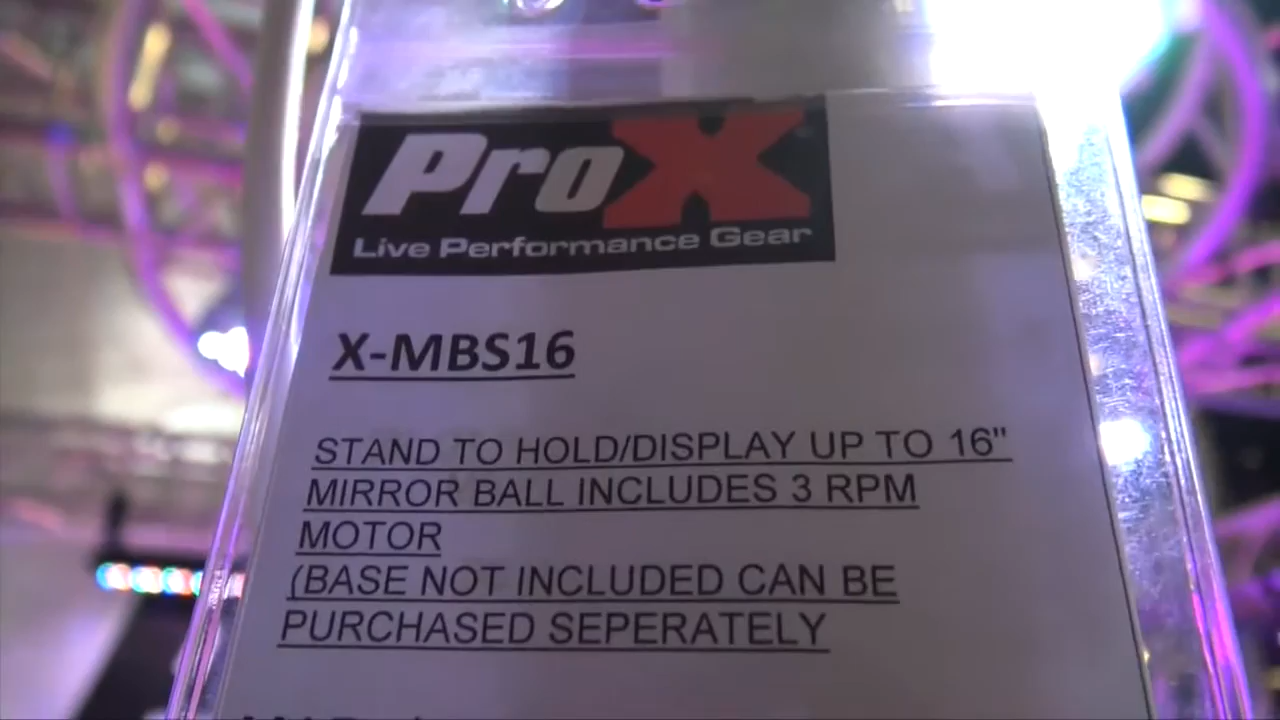 ProX
Live Performance Gear
X-MBS16
STAND TO HOLD/DISPLAY UP TO 16"
MIRROR BALL INCLUDES 3 RPM
MOTOR
(BASE NOT INCLUDED CAN BE
PURCHASED SEPERATELY